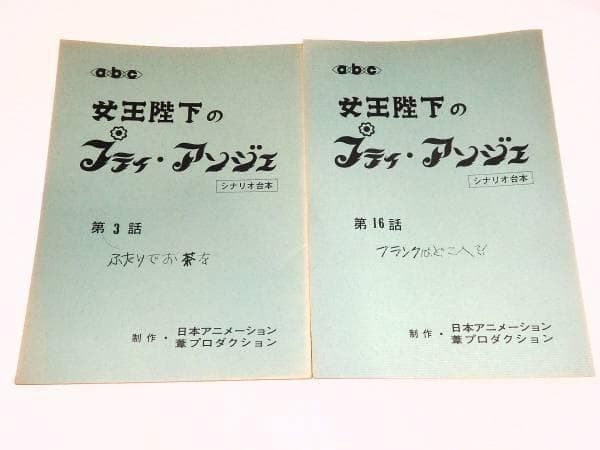 abc
女王陛下の
プティ・アンジェ
シナリオ台本
第3話
ふたりでお茶を
制作・日本アニメーション
葦プロダクション
abc
女王陛下の
プティ・アンジェ
シナリオ台本
第16話
フランクはどこへ?
制作・日本アニメーション
葦プロダクション